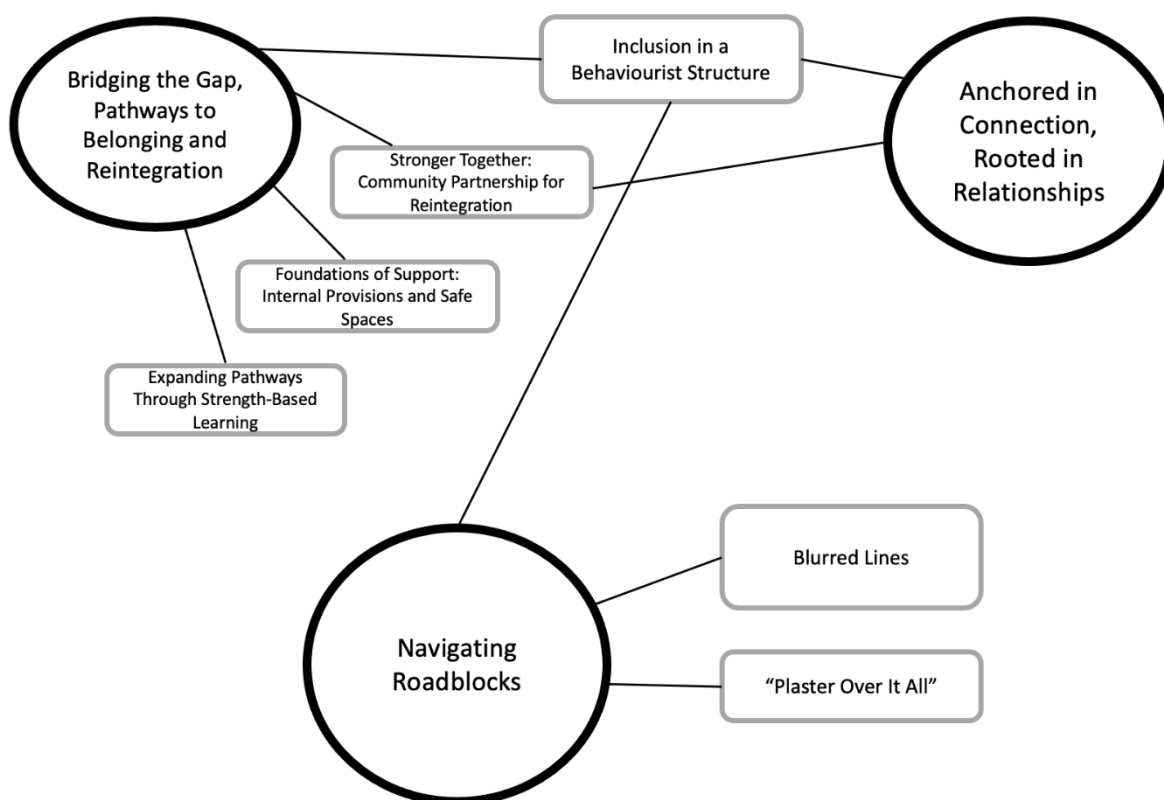 Bridging the Gap,
Pathways to
Belonging and
Reintegration
Inclusion in a
Behaviourist Structure
Anchored in
Connection,
Rooted in
Relationships
Stronger Together:
Community Partnership for
Reintegration
Foundations of Support:
Internal Provisions and Safe
Spaces
Expanding Pathways
Through Strength-Based
Learning
Navigating
Roadblocks
Blurred Lines
“Plaster Over It All”